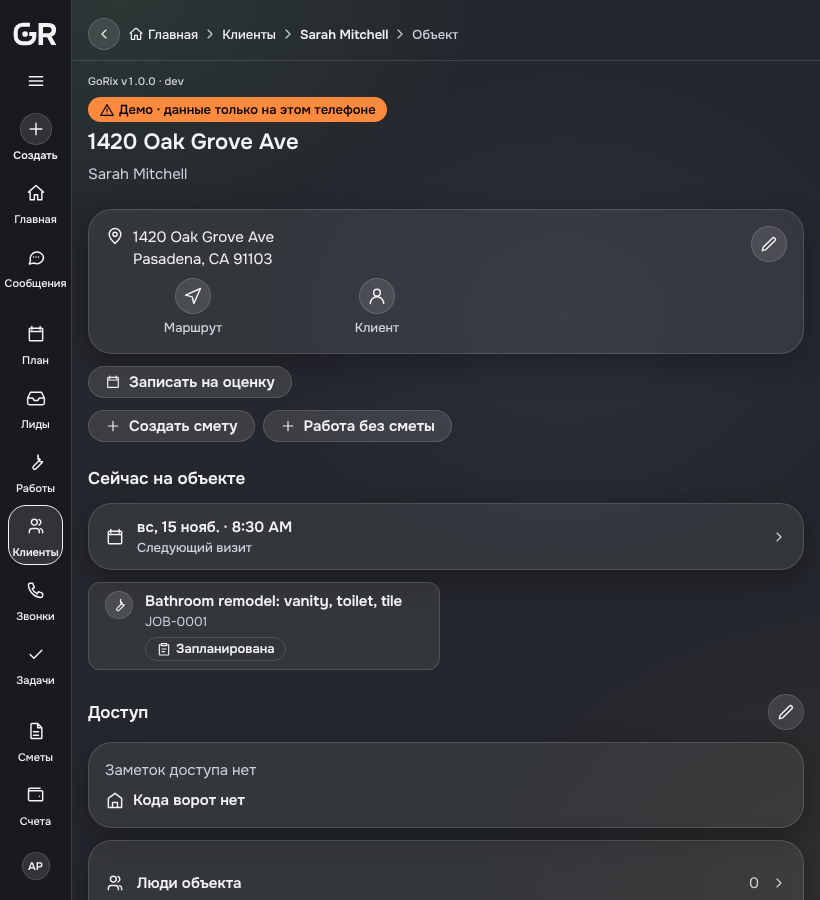 GR
Главная
Клиенты
Sarah Mitchell
Объект
GoRix v1.0.0 · dev
Демо · данные только на этом телефоне
1420 Oak Grove Ave
Sarah Mitchell
1420 Oak Grove Ave
Pasadena, CA 91103
Маршрут
Клиент
Записать на оценку
Создать смету
Работа без сметы
Сейчас на объекте
вс, 15 нояб. · 8:30 AM
Следующий визит
Bathroom remodel: vanity, toilet, tile
JOB-0001
Запланирована
Доступ
Заметок доступа нет
Кода ворот нет
Люди объекта
0
Создать
Главная
Сообщения
План
Лиды
Работы
Клиенты
Звонки
Задачи
Сметы
Счета
AP